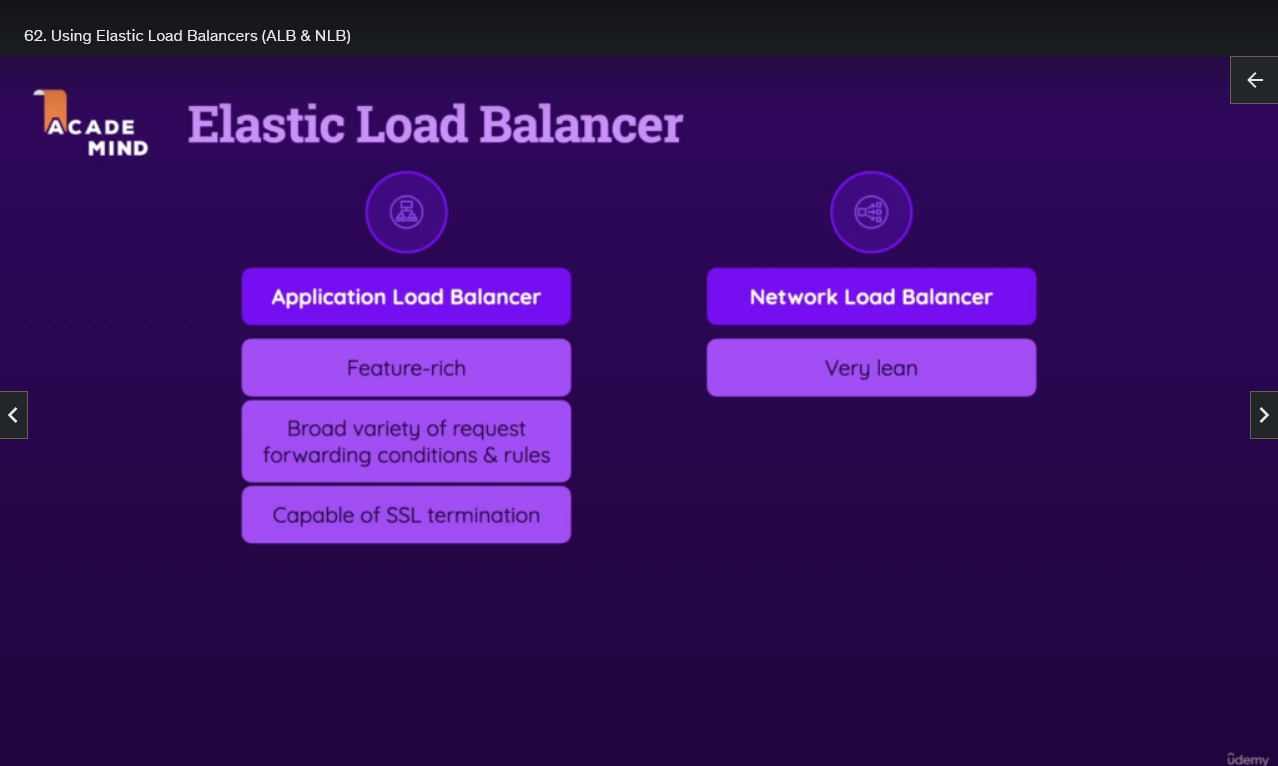 62. Using Elastic Load Balancers (ALB & NLB)
ACADE
MIND
Elastic Load Balancer
Application Load Balancer
Network Load Balancer
Feature-rich
Very lean
Broad variety of request
forwarding conditions & rules
Capable of SSL termination
udemy